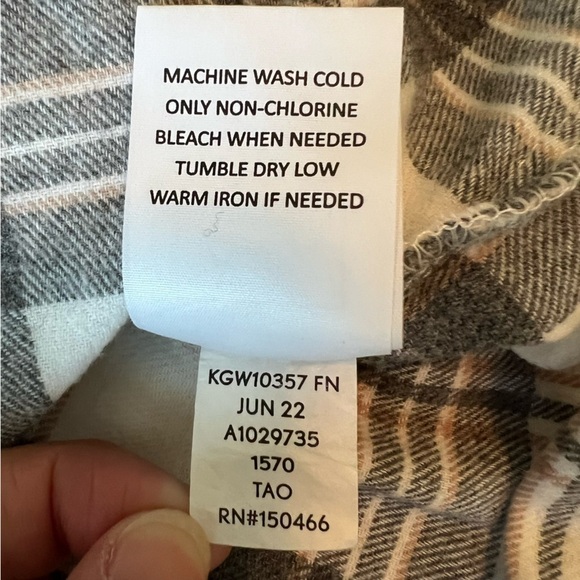 MACHINE WASH COLD
ONLY NON-CHLORINE
BLEACH WHEN NEEDED
TUMBLE DRY LOW
WARM IRON IF NEEDED
KGW10357 FN
JUN 22
A1029735
1570
TAO
RN#150466